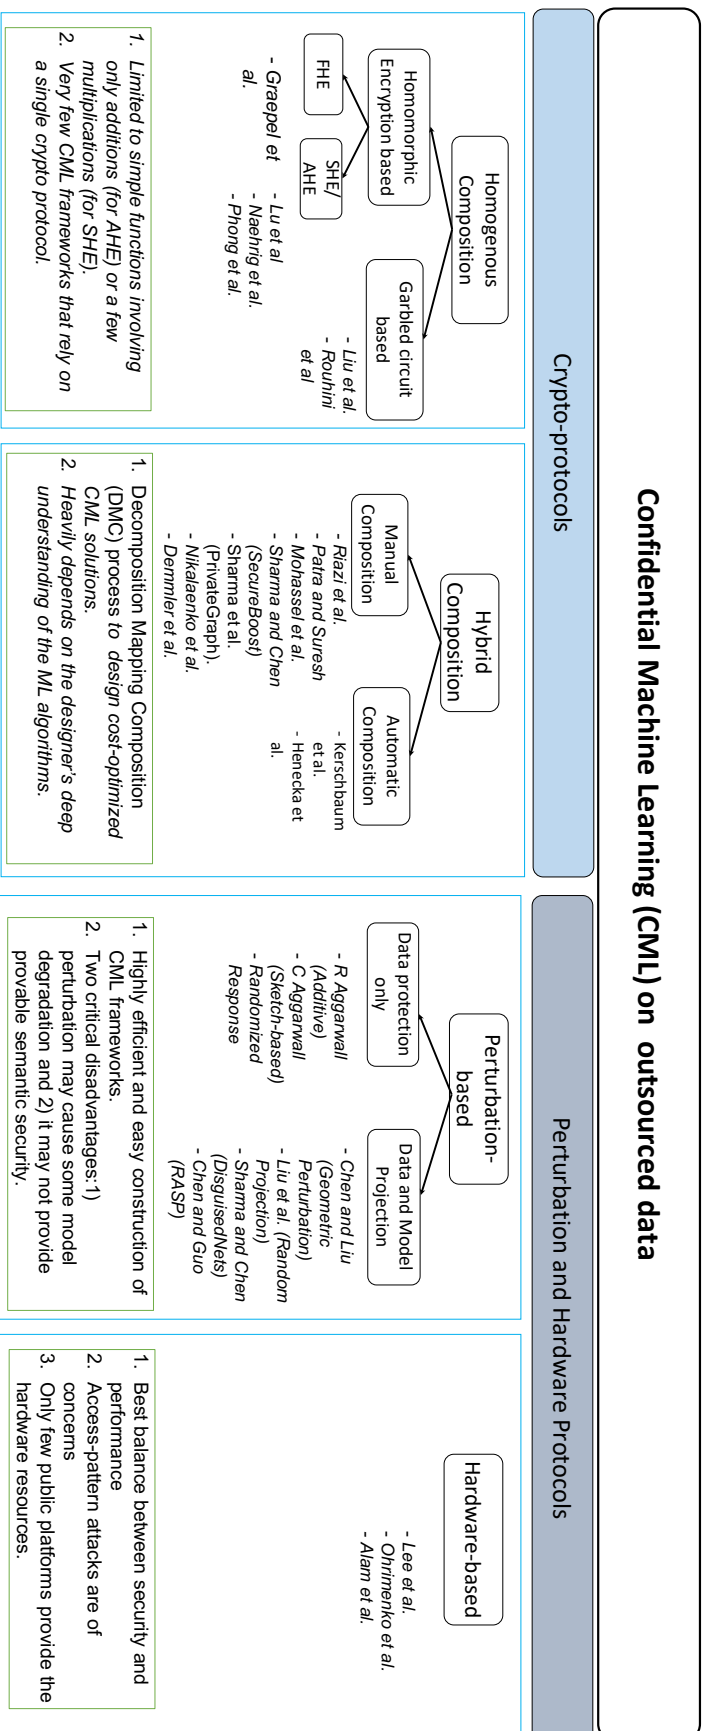 Confidential Machine Learning (CML) on outsourced data
Crypto-protocols
Homogenous
Composition
Homomorphic
Encryption based
FHE
SHE/
AHE
- Graepel et
al.
- Lu et al
- Naehrig et al.
- Phong et al.
Garbled circuit
based
- Liu et al.
- Rouhini
et al
1. Limited to simple functions involving
only additions (for AHE) or a few
multiplications (for SHE).
2. Very few CML frameworks that rely on
a single crypto protocol.
Hybrid
Composition
Manual
Composition
- Riazi et al.
- Patra and Suresh
- Mohassel et al.
- Sharma and Chen
(SecureBoost)
- Sharma et al.
(PrivateGraph).
- Nikalaenko et al.
- Demmler et al.
Automatic
Composition
- Kerschbaum
et al.
- Henecka et
al.
1. Decomposition Mapping Composition
(DMC) process to design cost-optimized
CML solutions.
2. Heavily depends on the designer's deep
understanding of the ML algorithms.
Perturbation and Hardware Protocols
Perturbation-
based
Data protection
only
- R Aggarwall
(Additive)
- C Aggarwall
(Sketch-based)
- Randomized
Response
Data and Model
Projection
- Chen and Liu
(Geometric
Perturbation)
- Liu et al. (Random
Projection)
- Sharma and Chen
(DisguisedNets)
- Chen and Guo
(RASP)
1. Highly efficient and easy construction of
CML frameworks.
2. Two critical disadvantages:1)
perturbation may cause some model
degradation and 2) it may not provide
provable semantic security.
Hardware-based
- Lee et al.
- Ohrimenko et al.
- Alam et al.
1. Best balance between security and
performance
2. Access-pattern attacks are of
concerns
3. Only few public platforms provide the
hardware resources.